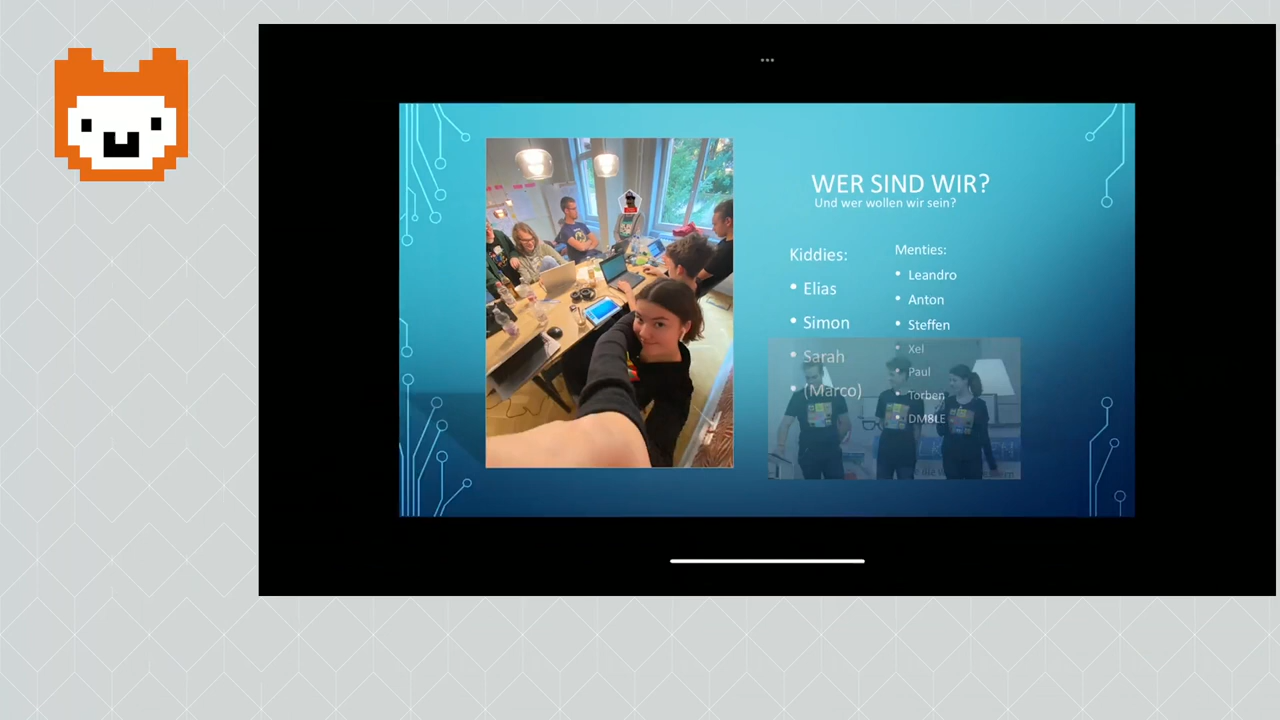 WER SIND WIR?
Und wer wollen wir sein?
Kiddies:
• Elias
• Simon
• Sarah
• (Marco)
Menties:
• Leandro
• Anton
• Steffen
• Xel
• Paul
• Torben
• DM8LE